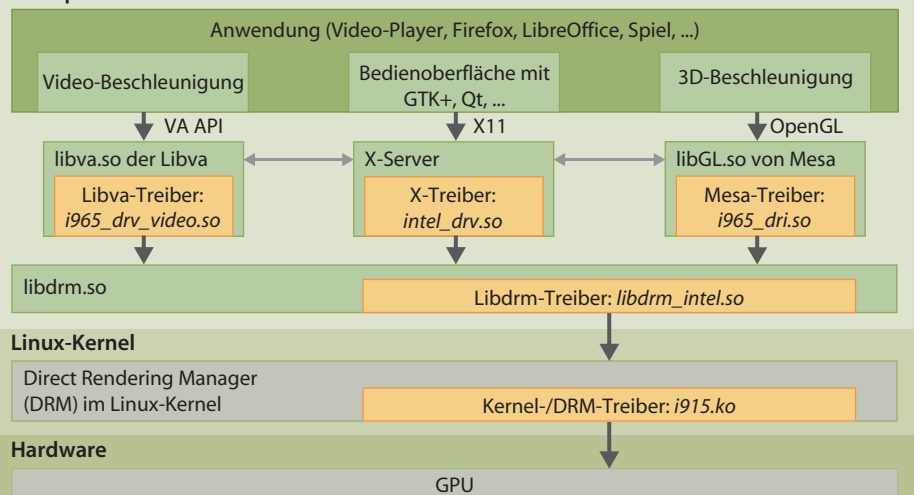 Anwendung (Video-Player, Firefox, LibreOffice, Spiel, ...)
Video-Beschleunigung
Bedienoberfläche mit
GTK+, Qt, ...
3D-Beschleunigung
VA API
X11
OpenGL
libva.so der Libva
X-Server
libGL.so von Mesa
Libva-Treiber:
i965_drv_video.so
X-Treiber:
intel_drv.so
Mesa-Treiber:
i965_dri.so
libdrm.so
Libdrm-Treiber: libdrm_intel.so
Linux-Kernel
Direct Rendering Manager
(DRM) im Linux-Kernel
Kernel-/DRM-Treiber: i915.ko
Hardware
GPU